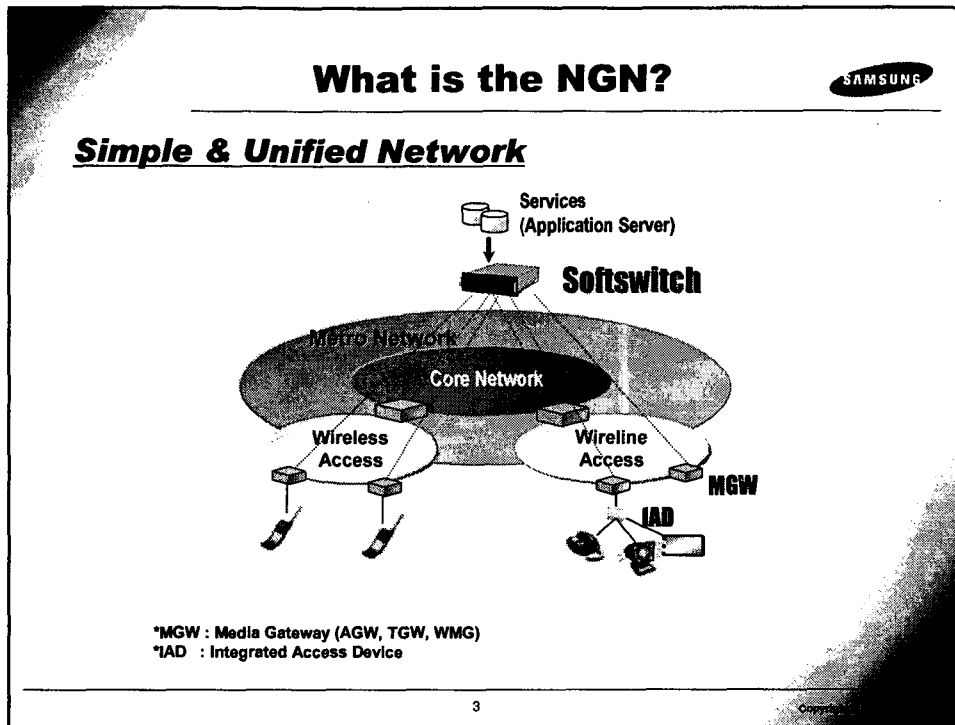 What is the NGN?
SAMSUNG
Simple & Unified Network
Services
(Application Server)
Softswitch
Metro Network
Core Network
Wireless
Access
Wireline
Access
MGW
IAD
*MGW : Media Gateway (AGW, TGW, WMG)
*IAD : Integrated Access Device
3